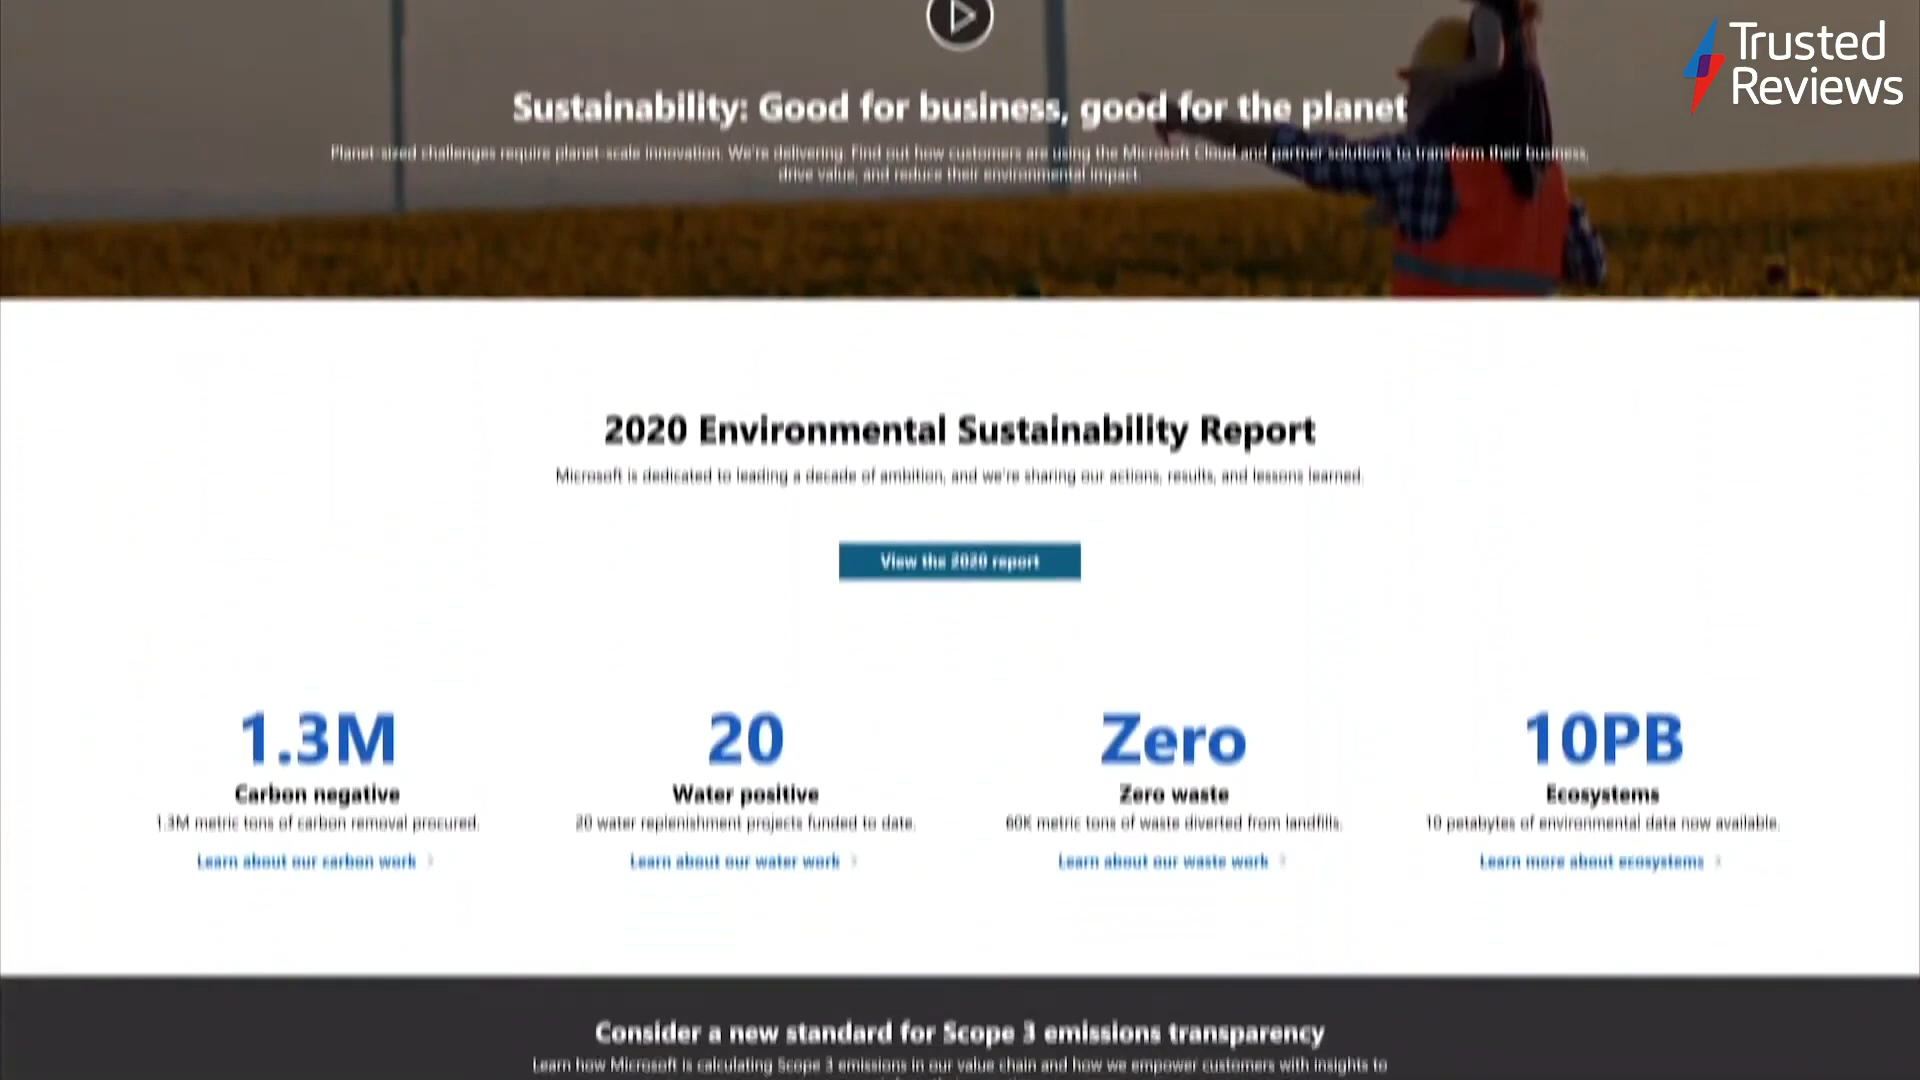 Trusted
Reviews
Sustainability: Good for business, good for the planet
Planet-sized challenges require planet-scale innovation. We're delivering. Find out how customers are using the Microsoft Cloud and partner solutions to transform their business,
drive value, and reduce their environmental impact.
2020 Environmental Sustainability Report
Microsoft is dedicated to leading a decade of ambition, and we're sharing our actions, results, and lessons learned.
View the 2020 report
1.3M
Carbon negative
1.3M metric tons of carbon removal procured.
Learn about our carbon work >
20
Water positive
20 water replenishment projects funded to date.
Learn about our water work >
Zero
Zero waste
60K metric tons of waste diverted from landfills.
Learn about our waste work >
10PB
Ecosystems
10 petabytes of environmental data now available.
Learn more about ecosystems >
Consider a new standard for Scope 3 emissions transparency
Learn how Microsoft is calculating Scope 3 emissions in our value chain and how we empower customers with insights to